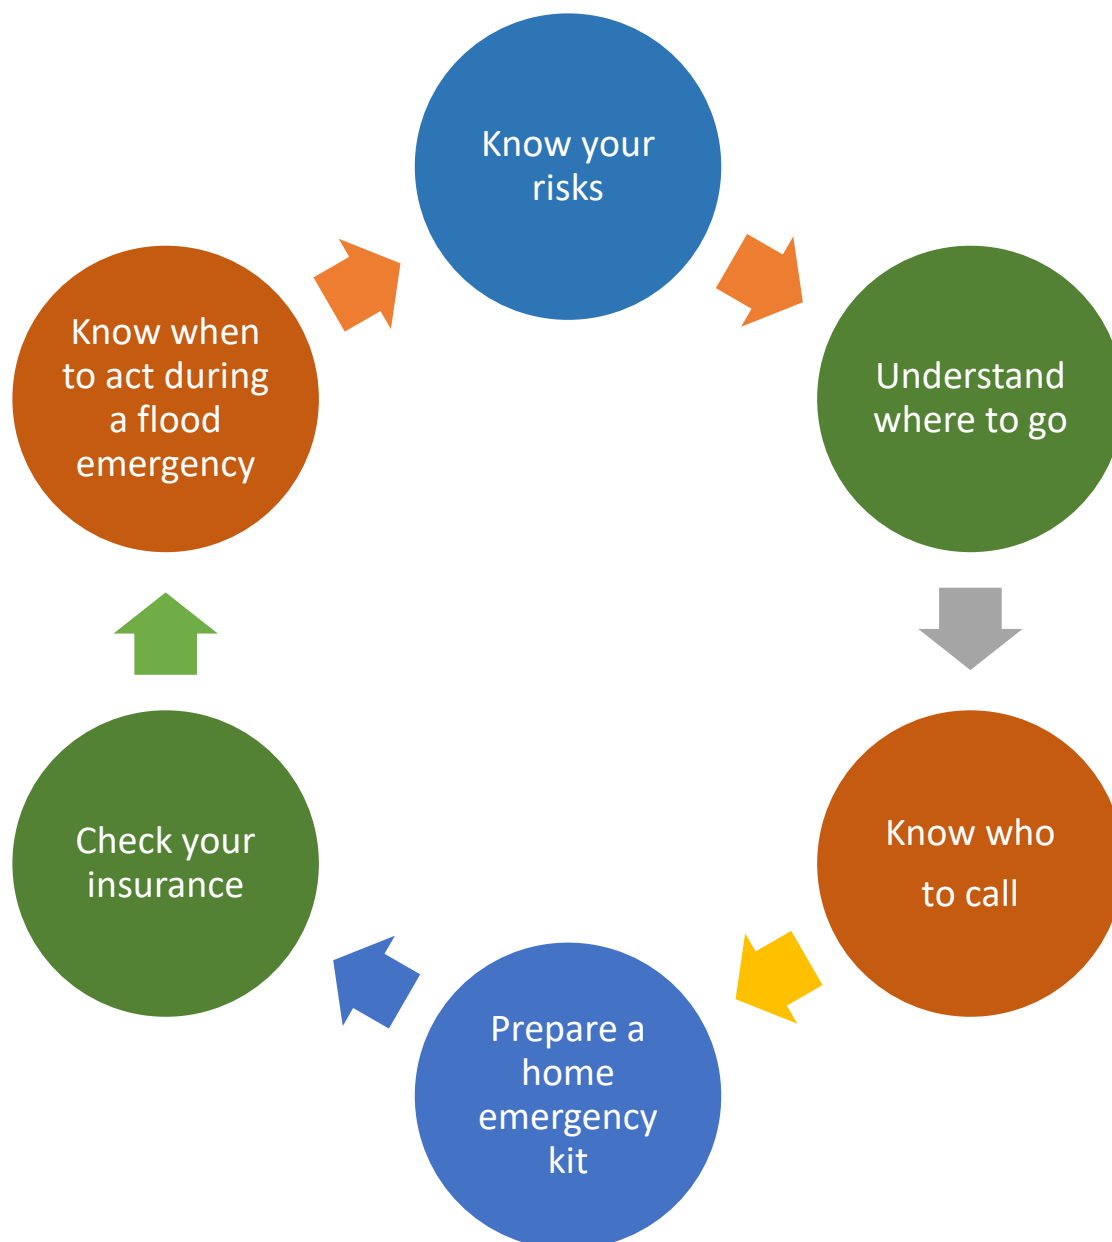 Know your
risks
Understand
where to go
Know who
to call
Prepare a
home
emergency
kit
Check your
insurance
Know when
to act during
a flood
emergency